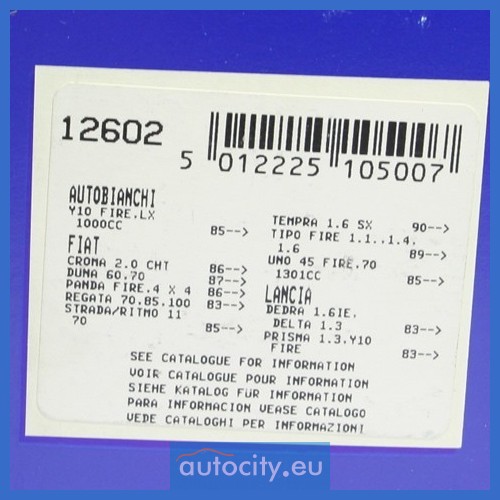 12602
5 012225 105007
AUTOBIANCHI
Y10 FIRE.LX
1000CC 85-->
FIAT
CROMA 2.0 CHT 86-->
DUNA 60.70 87-->
PANDA FIRE.4 X 4 86-->
REGATA 70.85.100 83-->
STRADA/RITMO 11
70 85-->
TEMPRA 1.6 SX 90-->
TIPO FIRE 1.1..1.4.
1.6 89-->
UNO 45 FIRE.70
1301CC 85-->
LANCIA
DEDRA 1.6IE.
DELTA 1.3 83-->
PRISMA 1.3.Y10
FIRE 83-->
SEE CATALOGUE FOR INFORMATION
VOIR CATALOGUE POUR INFORMATION
SIEHE KATALOG FÜR INFORMATION
PARA INFORMACION VEASE CATALOGO
VEDE CATALOGHI PER INFORMAZIONI
autocity.eu